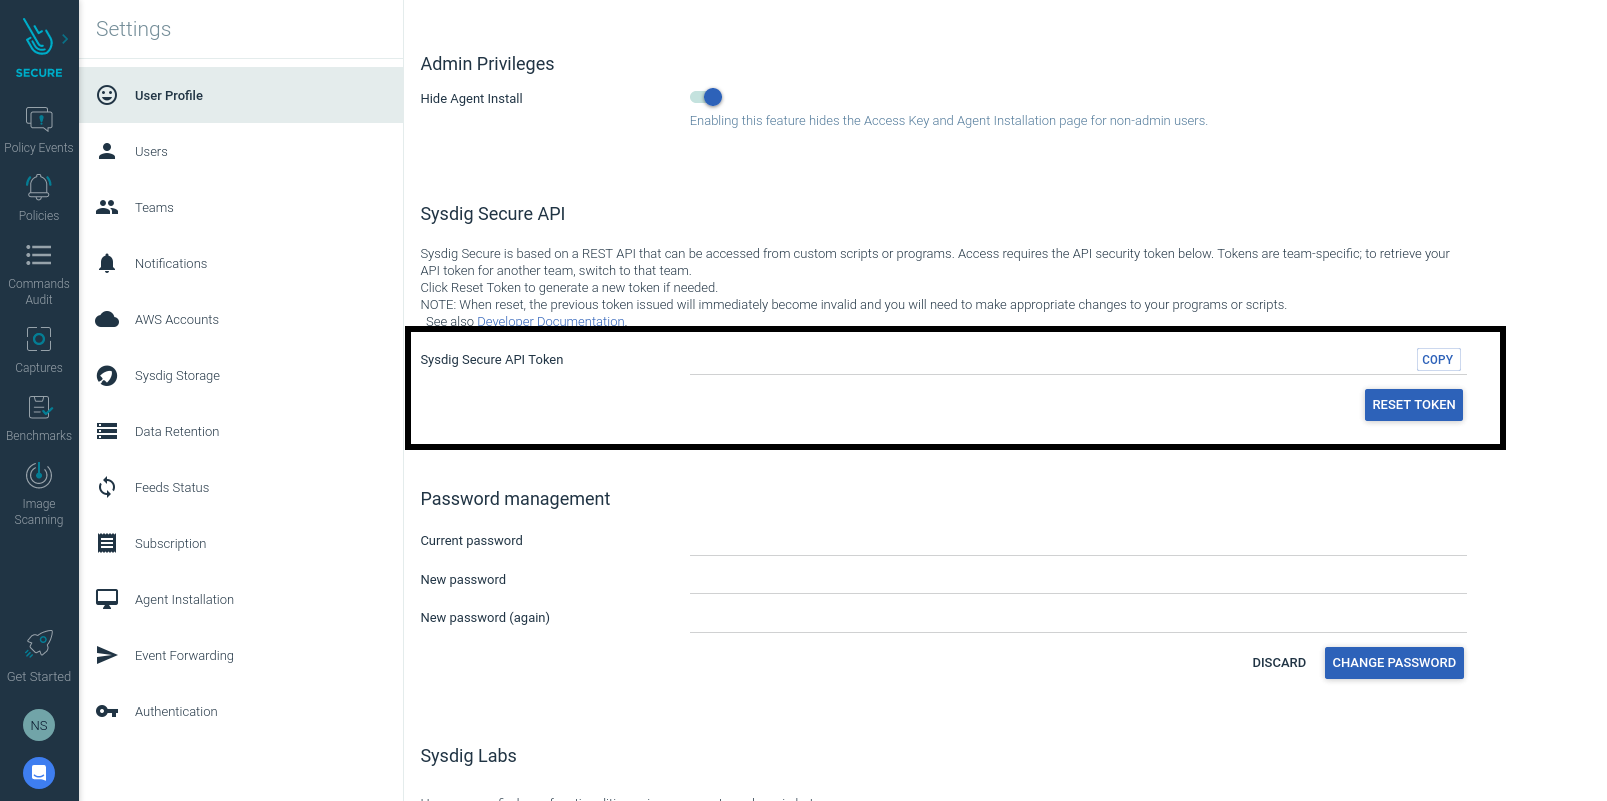 SECURE
Policy Events
Policies
Commands
Audit
Captures
Benchmarks
Image
Scanning
Get Started
NS
Settings
User Profile
Users
Teams
Notifications
AWS Accounts
Sysdig Storage
Data Retention
Feeds Status
Subscription
Agent Installation
Event Forwarding
Authentication
Admin Privileges
Hide Agent Install
Enabling this feature hides the Access Key and Agent Installation page for non-admin users.
Sysdig Secure API
Sysdig Secure is based on a REST API that can be accessed from custom scripts or programs. Access requires the API security token below. Tokens are team-specific; to retrieve your
API token for another team, switch to that team.
Click Reset Token to generate a new token if needed.
NOTE: When reset, the previous token issued will immediately become invalid and you will need to make appropriate changes to your programs or scripts.
See also Developer Documentation.
Sysdig Secure API Token
COPY
RESET TOKEN
Password management
Current password
New password
New password (again)
DISCARD
CHANGE PASSWORD
Sysdig Labs